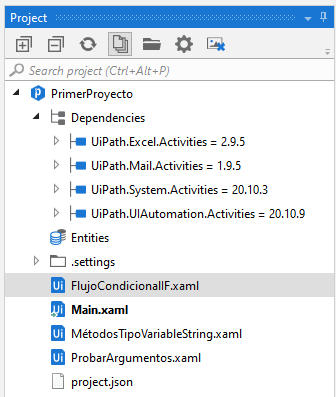 Project
Search project (Ctrl+Alt+P)
PrimerProyecto
Dependencies
UiPath.Excel.Activities = 2.9.5
UiPath.Mail.Activities = 1.9.5
UiPath.System.Activities = 20.10.3
UiPath.UIAutomation.Activities = 20.10.9
Entities
.settings
Ui FlujoCondicionalIF.xaml
Ui Main.xaml
Ui MétodosTipoVariableString.xaml
Ui ProbarArgumentos.xaml
project.json